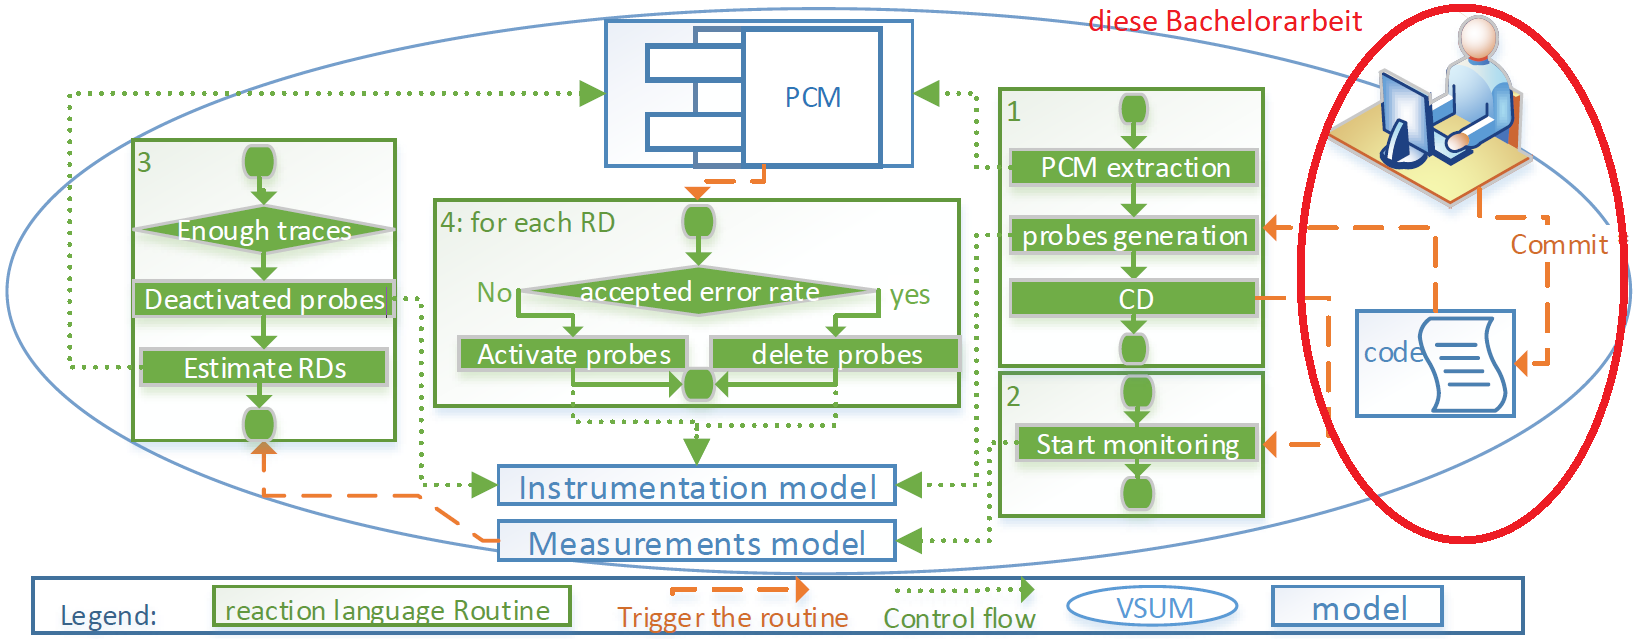 diese Bachelorarbeit
PCM
1
PCM extraction
probes generation
CD
3
Enough traces
Deactivated probes
Estimate RDs
4: for each RD
accepted error rate
No
yes
Activate probes
delete probes
Commit
code
2
Start monitoring
Instrumentation model
Measurements model
Legend:
reaction language Routine
Trigger the routine
Control flow
VSUM
model